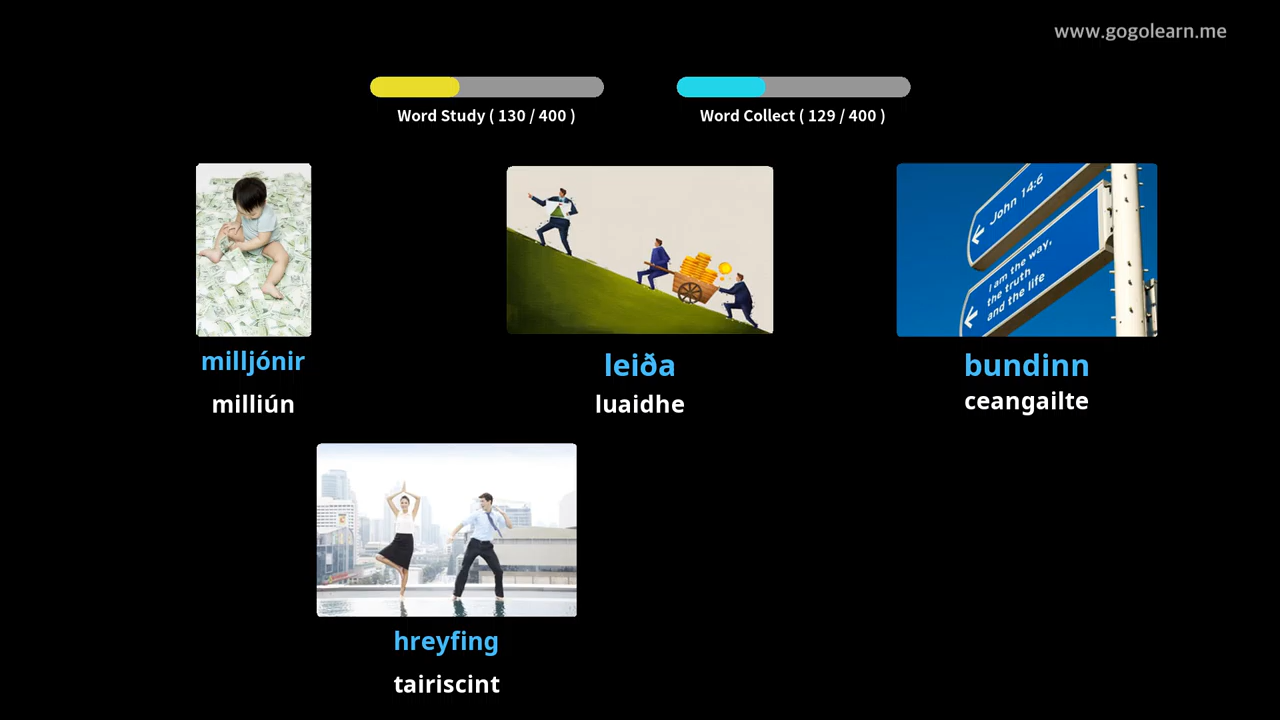 www.gogolearn.me
Word Study ( 130 / 400 )
Word Collect ( 129 / 400 )
John 14:6
I am the way,
the truth
and the life
milljónir
milliún
leiða
luaidhe
bundinn
ceangailte
hreyfing
tairiscint